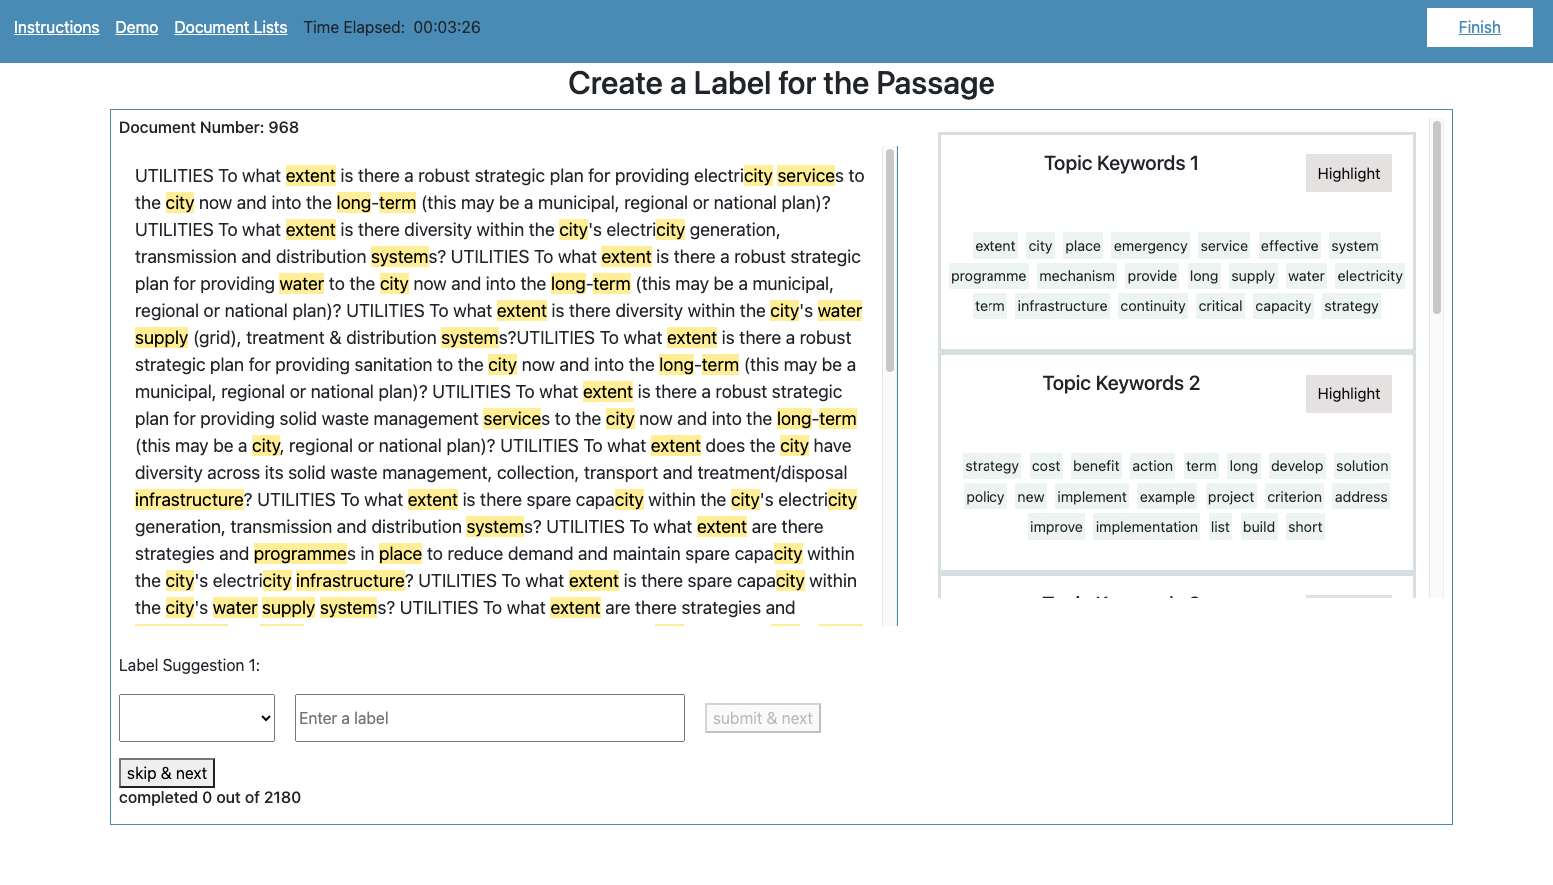 Instructions Demo Document Lists Time Elapsed: 00:03:26 Finish
Create a Label for the Passage
Document Number: 968
UTILITIES To what extent is there a robust strategic plan for providing electricity services to
the city now and into the long-term (this may be a municipal, regional or national plan)?
UTILITIES To what extent is there diversity within the city's electricity generation,
transmission and distribution systems? UTILITIES To what extent is there a robust strategic
plan for providing water to the city now and into the long-term (this may be a municipal,
regional or national plan)? UTILITIES To what extent is there diversity within the city's water
supply (grid), treatment & distribution systems?UTILITIES To what extent is there a robust
strategic plan for providing sanitation to the city now and into the long-term (this may be a
municipal, regional or national plan)? UTILITIES To what extent is there a robust strategic
plan for providing solid waste management services to the city now and into the long-term
(this may be a city, regional or national plan)? UTILITIES To what extent does the city have
diversity across its solid waste management, collection, transport and treatment/disposal
infrastructure? UTILITIES To what extent is there spare capacity within the city's electricity
generation, transmission and distribution systems? UTILITIES To what extent are there
strategies and programmes in place to reduce demand and maintain spare capacity within
the city's electricity infrastructure? UTILITIES To what extent is there spare capacity within
the city's water supply systems? UTILITIES To what extent are there strategies and
Topic Keywords 1
Highlight
extent city place emergency service effective system
programme mechanism provide long supply water electricity
term infrastructure continuity critical capacity strategy
Topic Keywords 2
Highlight
strategy cost benefit action term long develop solution
policy new implement example project criterion address
improve implementation list build short
Label Suggestion 1:
Enter a label submit & next
skip & next
completed 0 out of 2180